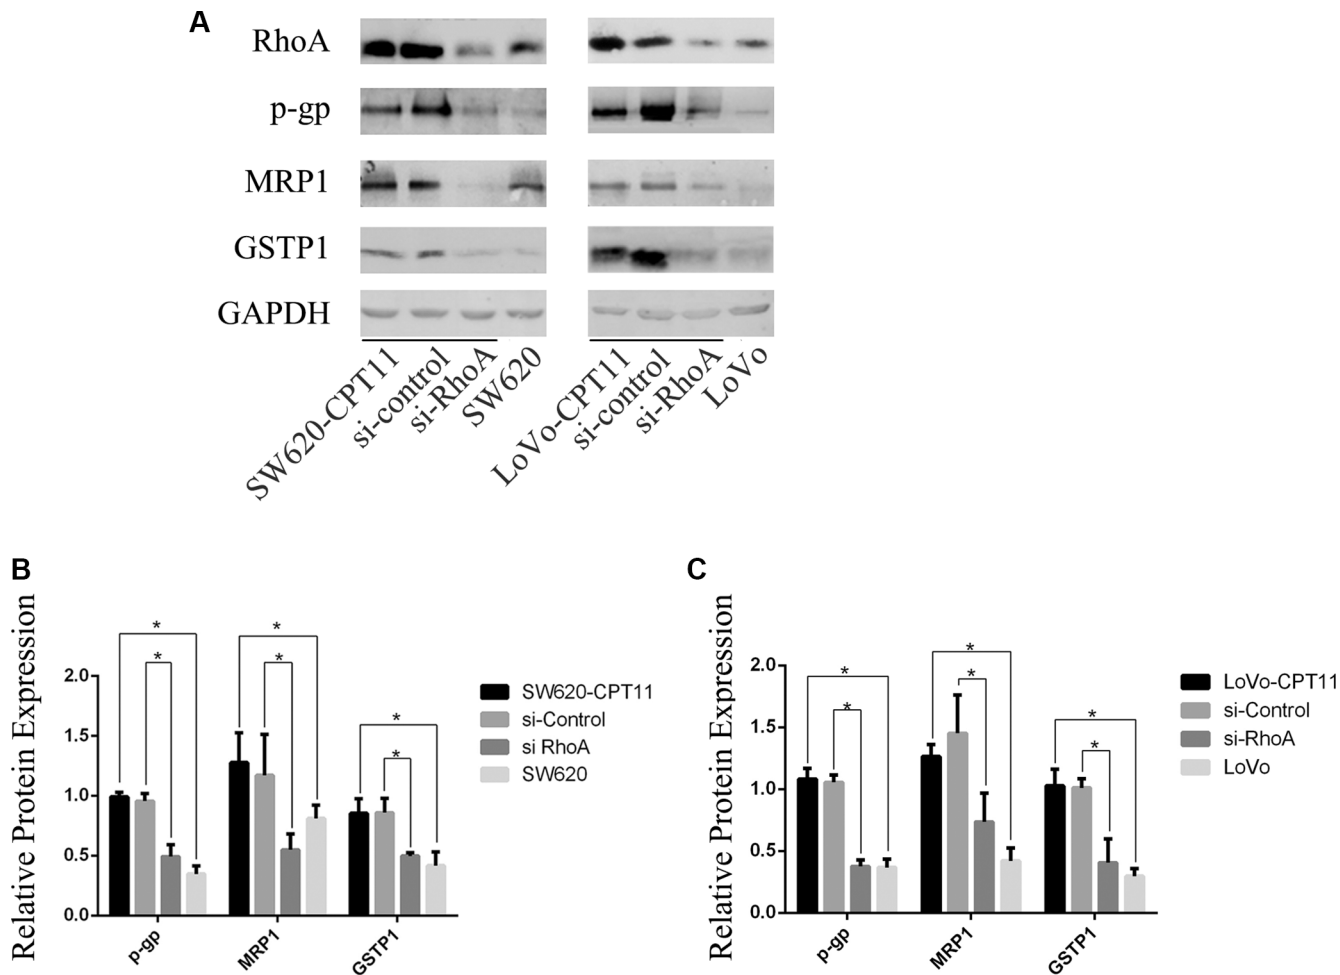 A
RhoA
p-gp
MRP1
GSTP1
GAPDH
SW620-CPT11
si-control
si-RhoA
SW620
LoVo-CPT11
si-control
si-RhoA
LoVo
B
Relative Protein Expression
2.0
1.5
1.0
0.5
0.0
*
*
*
*
*
*
p-gp
MRP1
GSTP1
SW620-CPT11
si-Control
si RhoA
SW620
C
Relative Protein Expression
2.0
1.5
1.0
0.5
0.0
*
*
*
*
*
*
p-gp
MRP1
GSTP1
LoVo-CPT11
si-Control
si-RhoA
LoVo